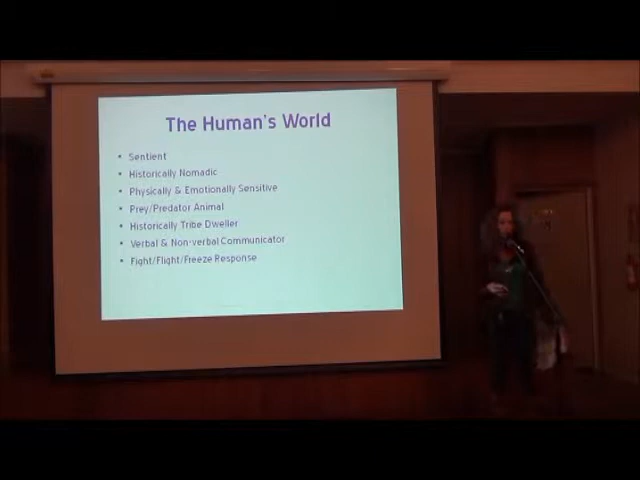 The Human's World
• Sentient
• Historically Nomadic
• Physically & Emotionally Sensitive
• Prey/Predator Animal
• Historically Tribe Dweller
• Verbal & Non-verbal Communicator
• Fight/Flight/Freeze Response